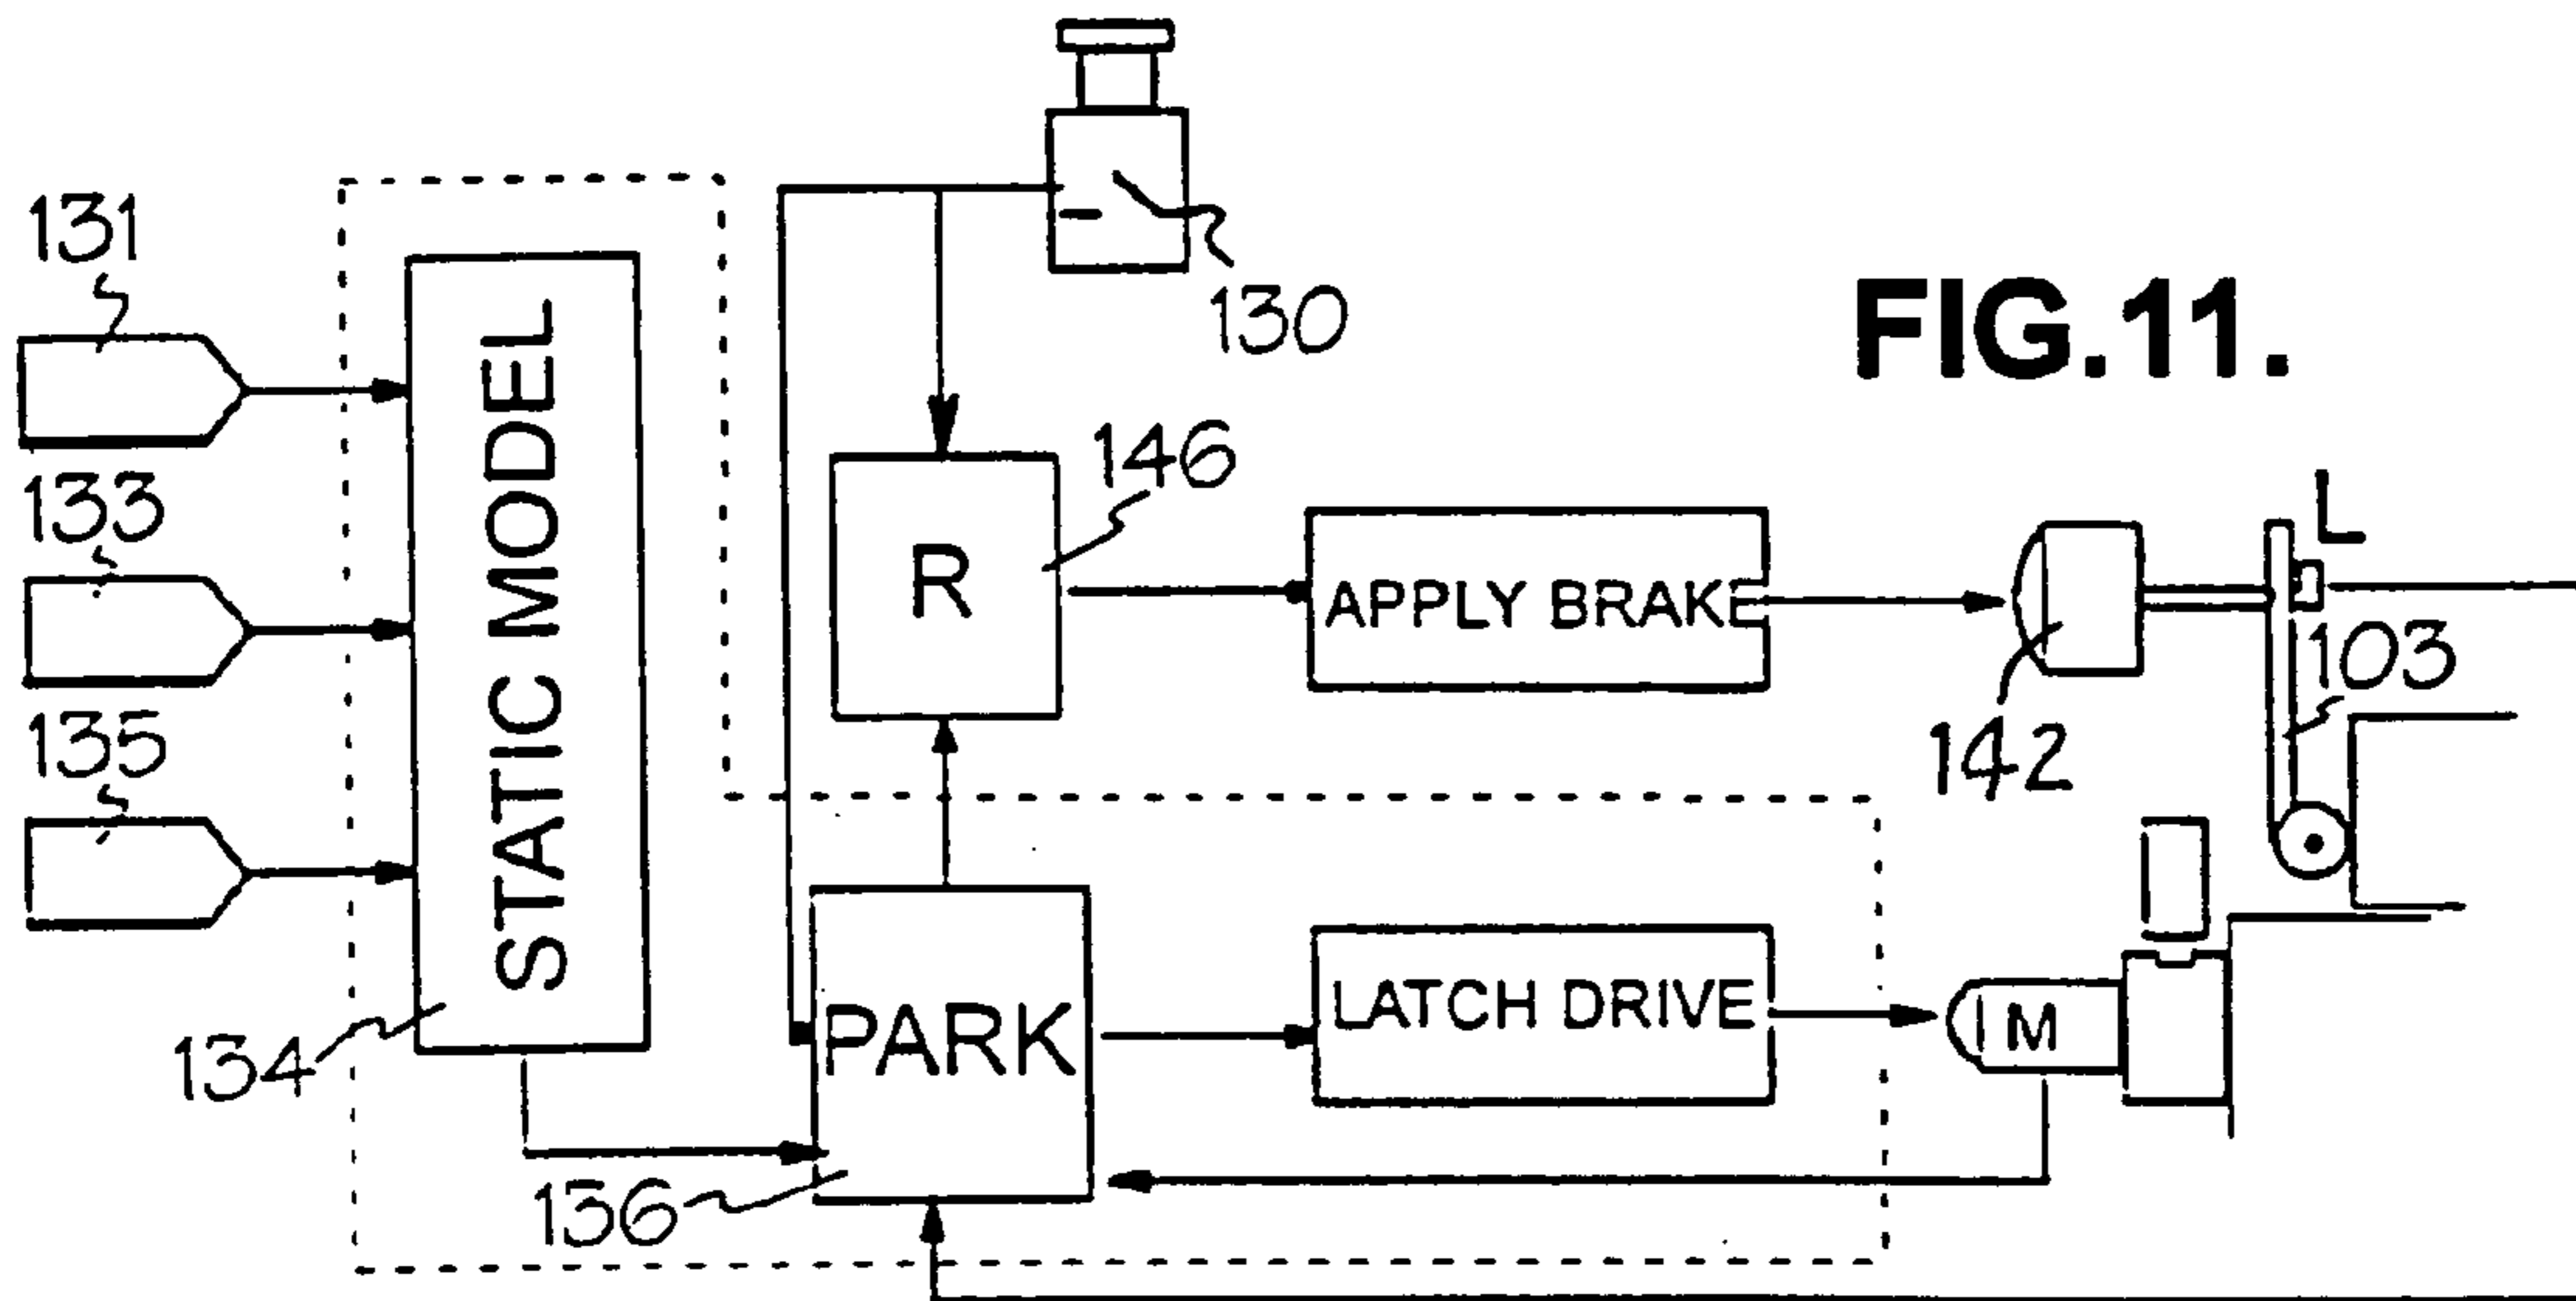 131
130
FIG.11.
133
STATIC MODEL
146
R
APPLY BRAKE
L
103
142
135
134
PARK
LATCH DRIVE
M
136